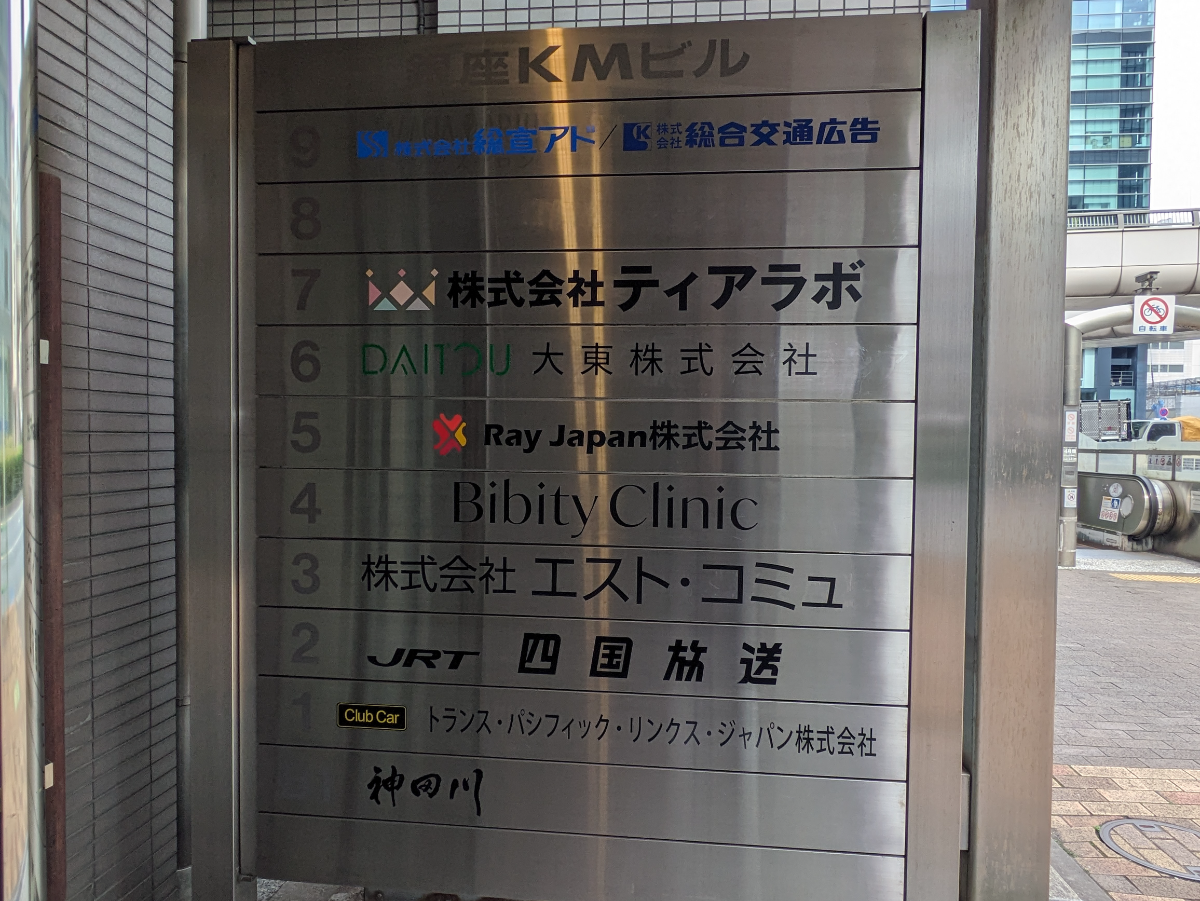 銀座KMビル
9 株式会社総宣アド / K 株式会社 総合交通広告
8
7 株式会社 ティアラボ
6 DAITOU 大東株式会社
5 Ray Japan株式会社
4 Bibity Clinic
3 株式会社 エスト・コミュ
2 JRT 四国放送
1 Club Car トランス・パシフィック・リンクス・ジャパン株式会社
神田川
自転車